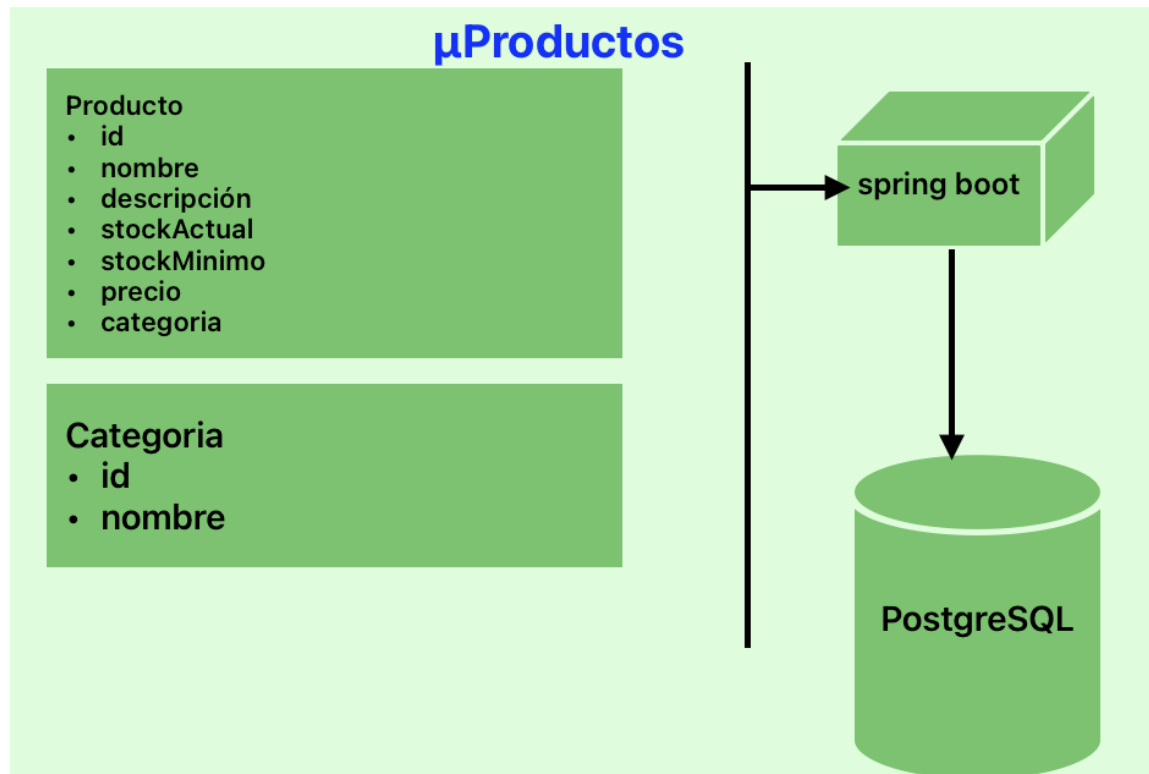 µProductos
Producto
• id
• nombre
• descripción
• stockActual
• stockMinimo
• precio
• categoria
Categoria
• id
• nombre
spring boot
PostgreSQL